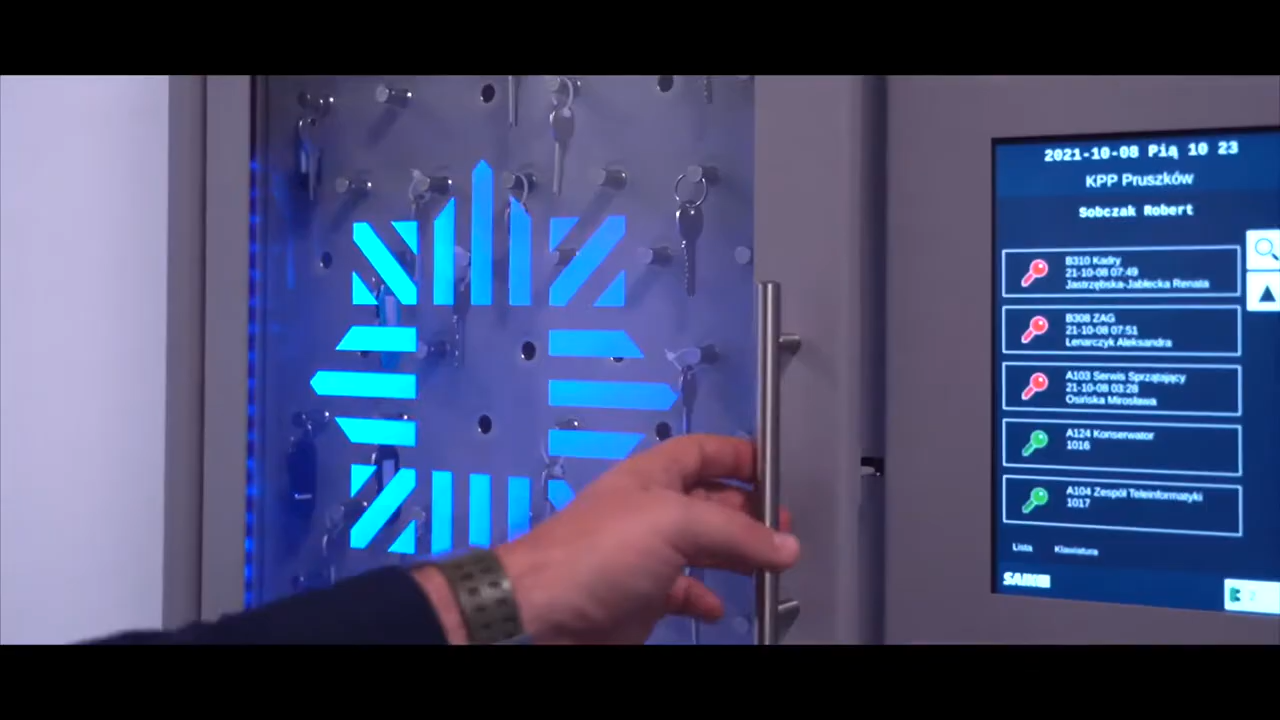 2021-10-08 Pią 10 23
KPP Pruszków
Sobczak Robert
B310 Kadry
21-10-08 07:49
Jastrzębska-Jabłecka Renata
B308 ZAG
21-10-08 07:51
Lenarczyk Aleksandra
A103 Serwis Sprzątający
21-10-08 03:28
Osińska Mirosława
A124 Konserwator
1016
A104 Zespół Teleinformatyki
1017
Lista Klawiatura